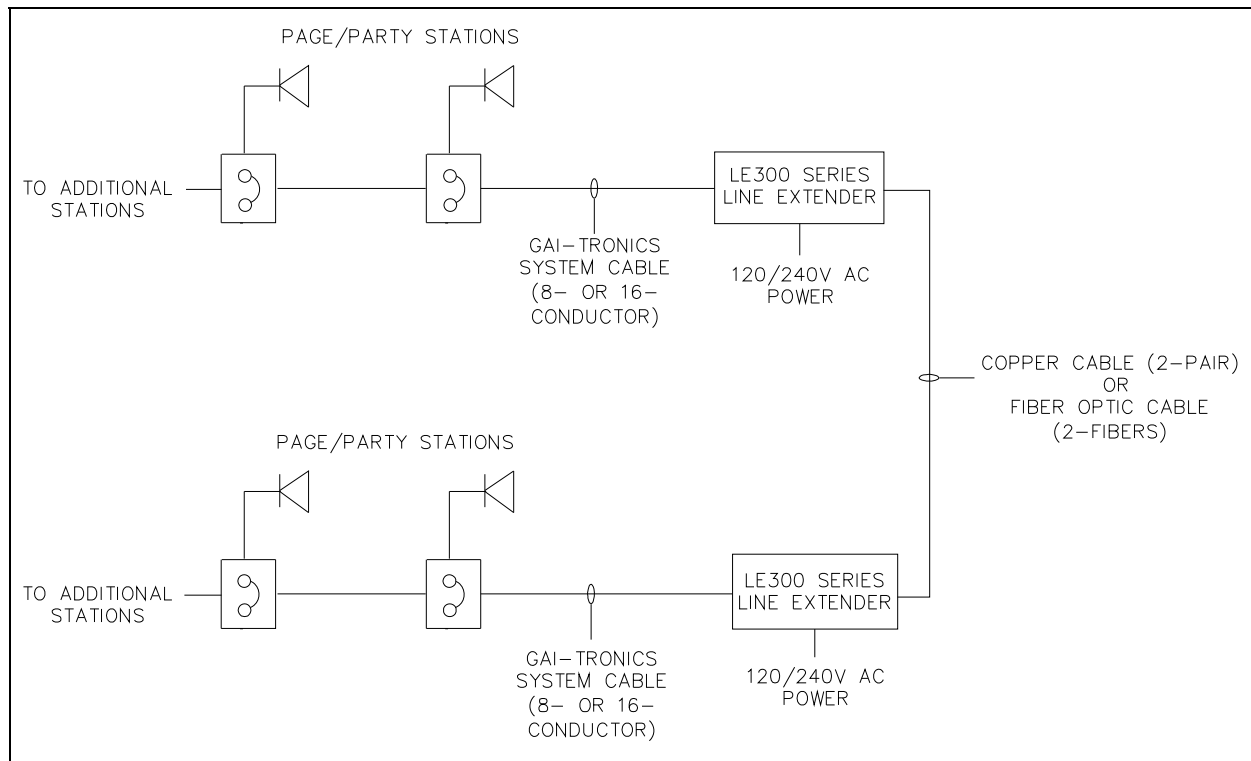 PAGE/PARTY STATIONS
TO ADDITIONAL
STATIONS
GAI-TRONICS
SYSTEM CABLE
(8- OR 16-
CONDUCTOR)
LE300 SERIES
LINE EXTENDER
120/240V AC
POWER
COPPER CABLE (2-PAIR)
OR
FIBER OPTIC CABLE
(2-FIBERS)
PAGE/PARTY STATIONS
TO ADDITIONAL
STATIONS
GAI-TRONICS
SYSTEM CABLE
(8- OR 16-
CONDUCTOR)
LE300 SERIES
LINE EXTENDER
120/240V AC
POWER